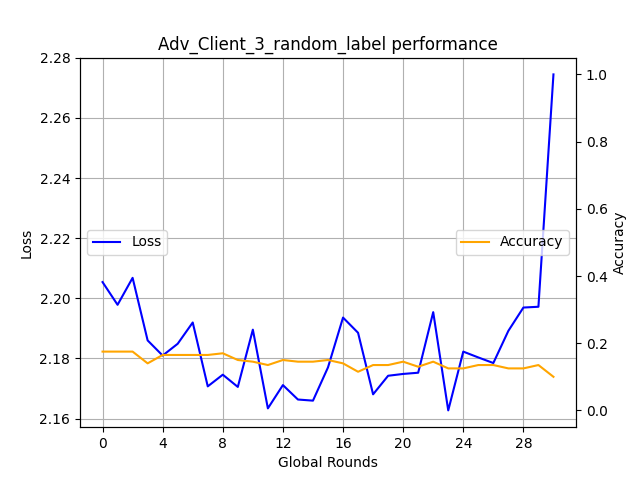 Adv_Client_3_random_label performance
2.28
2.26
2.24
2.22
2.20
2.18
2.16
Loss
Loss
Accuracy
1.0
0.8
0.6
0.4
0.2
0.0
Accuracy
0 4 8 12 16 20 24 28
Global Rounds